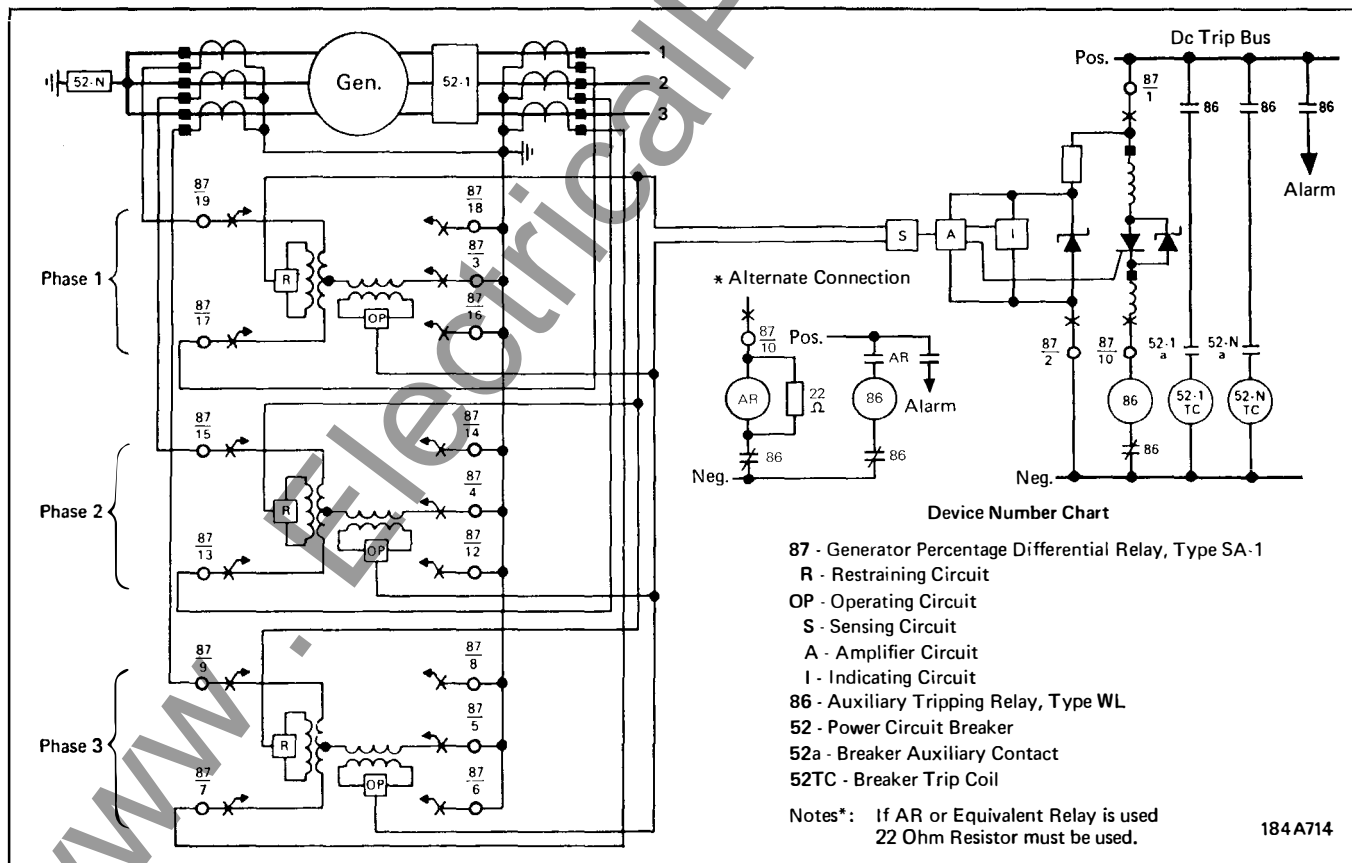 Dc Trip Bus
Pos.
1
2
3
52-N
Gen.
52-1
87
1
86
86
86
Alarm
87
19
87
18
87
3
87
16
87
17
R
OP
Phase 1
S
A
I
* Alternate Connection
87
10
Pos.
AR
AR
22
Ω
86
Alarm
86
86
Neg.
87
2
87
10
52-1
a
52-N
a
86
52-1
TC
52-N
TC
86
Neg.
87
15
87
14
87
4
87
12
87
13
R
OP
Phase 2
87
9
87
8
87
5
87
6
87
7
R
OP
Phase 3
Device Number Chart
87 - Generator Percentage Differential Relay, Type SA-1
R - Restraining Circuit
OP - Operating Circuit
S - Sensing Circuit
A - Amplifier Circuit
I - Indicating Circuit
86 - Auxiliary Tripping Relay, Type WL
52 - Power Circuit Breaker
52a - Breaker Auxiliary Contact
52TC - Breaker Trip Coil
Notes*: If AR or Equivalent Relay is used
22 Ohm Resistor must be used.
184A714
www . ElectricalP